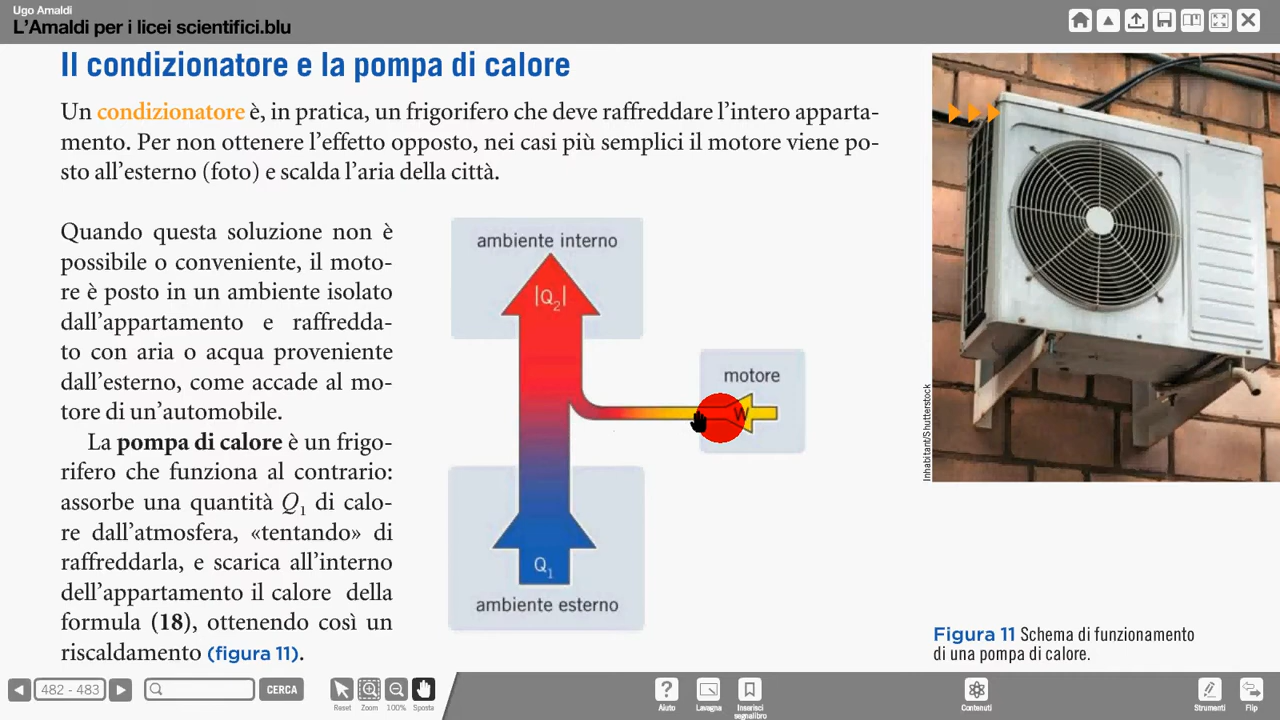 Ugo Amaldi
L'Amaldi per i licei scientifici.blu
Il condizionatore e la pompa di calore
Un condizionatore è, in pratica, un frigorifero che deve raffreddare l'intero apparta-
mento. Per non ottenere l'effetto opposto, nei casi più semplici il motore viene po-
sto all'esterno (foto) e scalda l'aria della città.
Quando questa soluzione non è
possibile o conveniente, il moto-
re è posto in un ambiente isolato
dall'appartamento e raffredda-
to con aria o acqua proveniente
dall'esterno, come accade al mo-
tore di un'automobile.
La pompa di calore è un frigo-
rifero che funziona al contrario:
assorbe una quantità Q₁ di calo-
re dall'atmosfera, «tentando» di
raffreddarla, e scarica all'interno
dell'appartamento il calore della
formula (18), ottenendo così un
riscaldamento (figura 11).
ambiente interno
|Q₂|
motore
W
Q₁
ambiente esterno
Inhabitant/Shutterstock
Figura 11 Schema di funzionamento
di una pompa di calore.
482 - 483
CERCA
Reset
Zoom
100%
Sposta
?
Aiuto
Lavagna
Inserisci
segnalibro
Contenuti
Strumenti
Flip